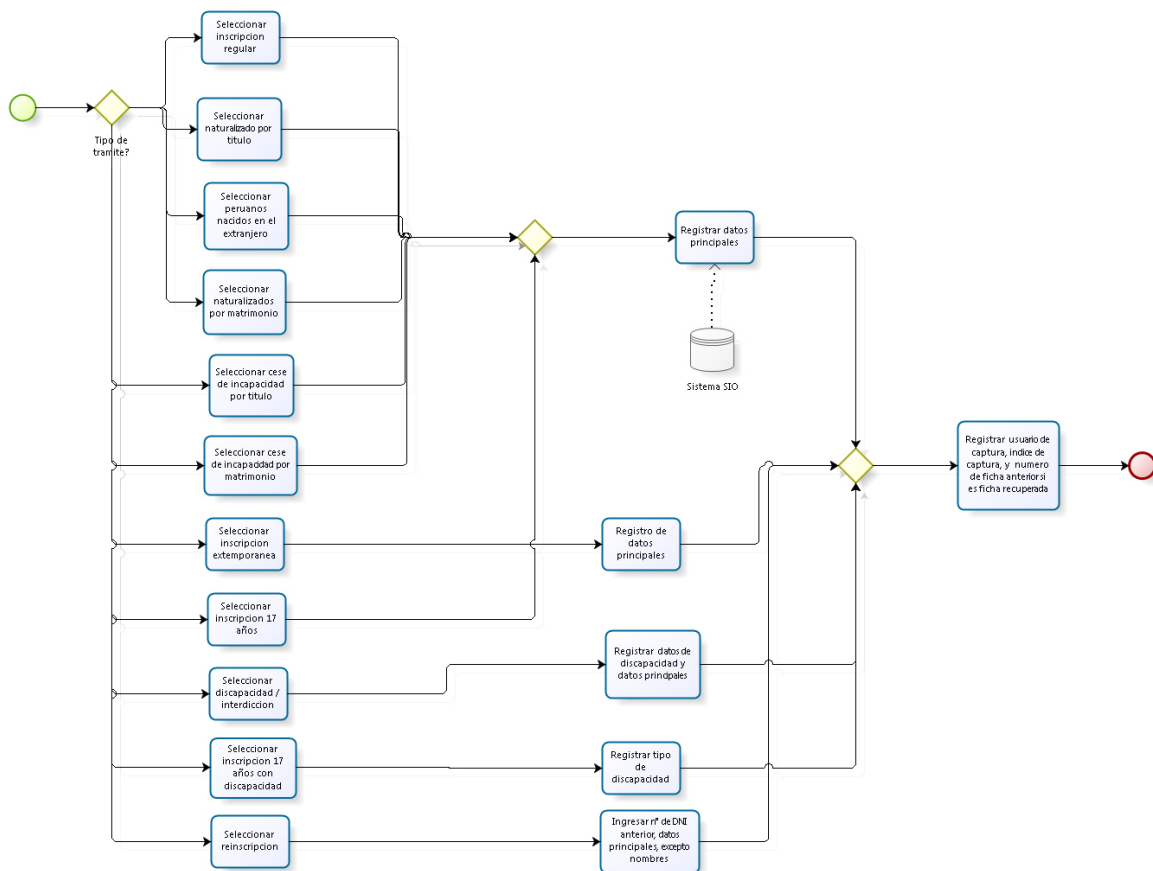 Seleccionar
inscripcion
regular
Tipo de
tramite?
Seleccionar
naturalizado por
titulo
Seleccionar
peruanos
nacidos en el
extranjero
Seleccionar
naturalizados
por matrimonio
Seleccionar cese
de incapacidad
por titulo
Seleccionar cese
de incapacidad por
matrimonio
Seleccionar
inscripcion
extemporanea
Seleccionar
inscripcion 17
años
Seleccionar
discapacidad /
interdiccion
Seleccionar
inscripcion 17
años con
discapacidad
Seleccionar
reinscripcion
Registrar datos
principales
Sistema SIO
Registro de
datos
principales
Registrar datos de
discapacidad y
datos principales
Registrar tipo
de
discapacidad
Ingresar n° de DNI
anterior, datos
principales, excepto
nombres
Registrar usuario de
captura, indice de
captura, y numero
de ficha anterior si
es ficha recuperada